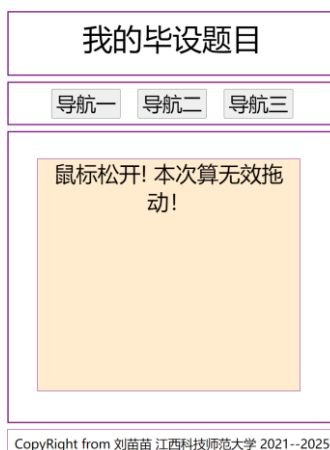 我的毕设题目
导航一 导航二 导航三
鼠标松开! 本次算无效拖
动！
CopyRight from 刘苗苗 江西科技师范大学 2021--2025